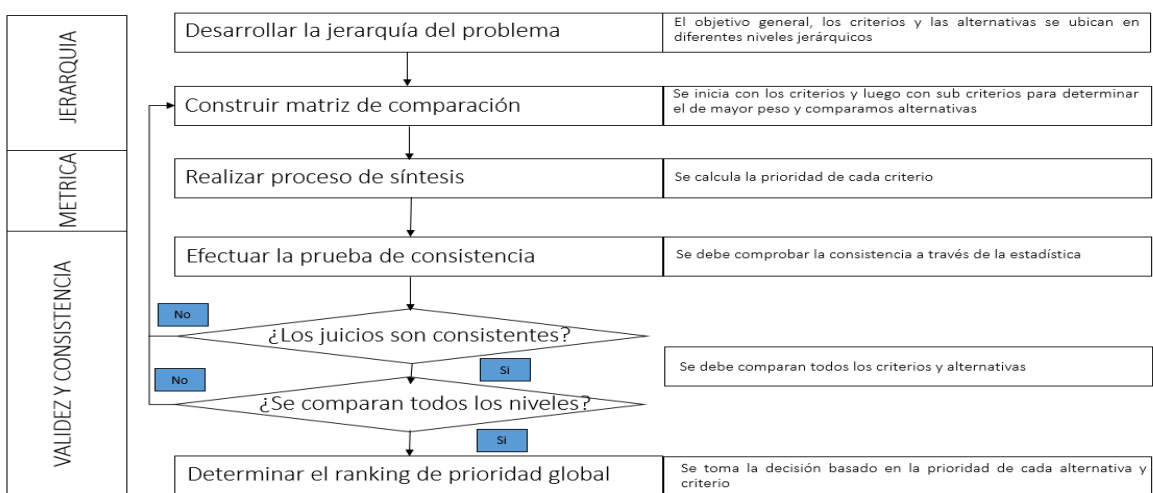 JERARQUIA
Desarrollar la jerarquía del problema
El objetivo general, los criterios y las alternativas se ubican en
diferentes niveles jerárquicos
Construir matriz de comparación
Se inicia con los criterios y luego con sub criterios para determinar
el de mayor peso y comparamos alternativas
METRICA
Realizar proceso de síntesis
Se calcula la prioridad de cada criterio
VALIDEZ Y CONSISTENCIA
Efectuar la prueba de consistencia
Se debe comprobar la consistencia a través de la estadística
No
¿Los juicios son consistentes?
Si
Se debe comparan todos los criterios y alternativas
No
¿Se comparan todos los niveles?
Si
Determinar el ranking de prioridad global
Se toma la decisión basado en la prioridad de cada alternativa y
criterio